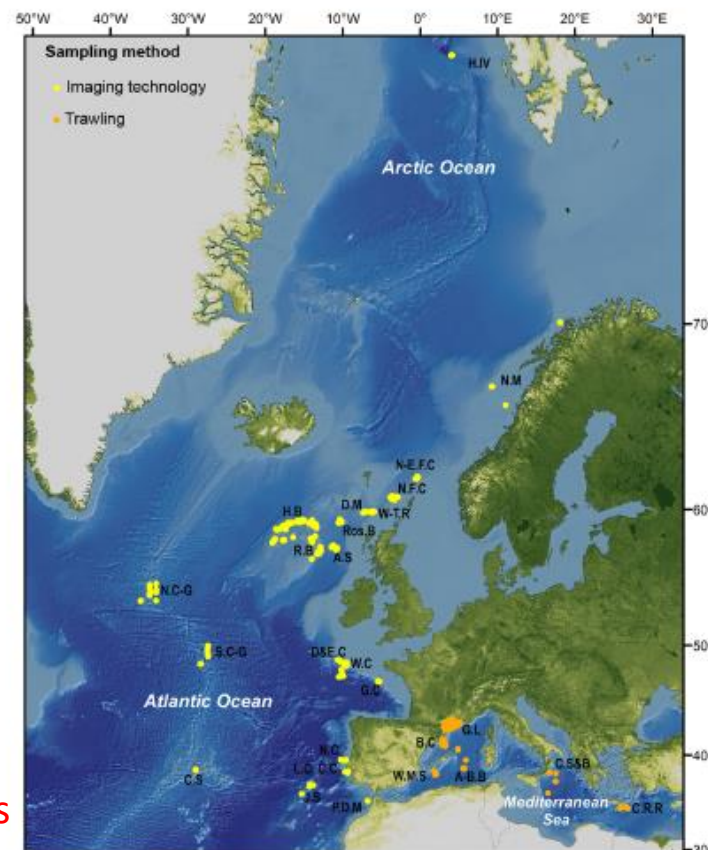 50°W 40°W 30°W 20°W 10°W 0° 10°E 20°E 30°E
Sampling method
Imaging technology
Trawling
H.IV
Arctic Ocean
70°
N.M
N-E.F.C
N.F.C
D.M
W-T.R
H.B
60°
Ros.B
R.B
A.S
N.C-G
50°
S.C-G
D&E.C
W.C
G.C
Atlantic Ocean
G.L
B.C
40°
N.C
C.S
L.C
C.C
W.M.S
A-B.B
C.S&B
J.S
P.D.M
Mediterranean
Sea
C.R.R
s
30°